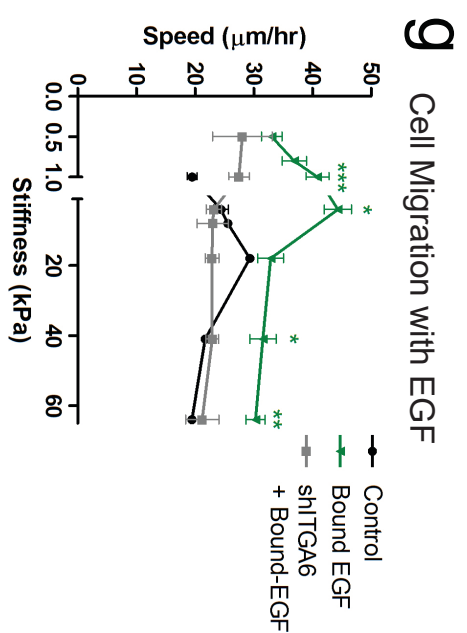 g
Cell Migration with EGF
Control
Bound EGF
shITGA6
+ Bound-EGF
Speed (μm/hr)
50
40
30
20
10
0
0.0
0.5
1.0
20
40
60
Stiffness (kPa)
***
*
*
**